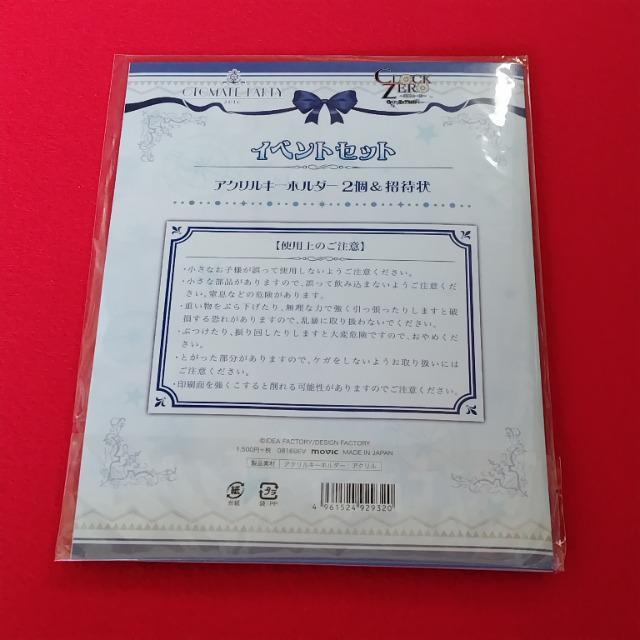 OTOMATE PARTY
2016
CLOCK
ZERO
イベントセット
アクリルキーホルダー2個&招待状
【使用上のご注意】
・小さなお子様が誤って使用しないようご注意ください。
・小さな部品がありますので、誤って飲み込まないようご注意ください。窒息などの危険があります。
・重い物をぶら下げたり、無理な力で強く引っ張ったりしますと破損する恐れがありますので、乱暴に取り扱わないでください。
・ぶつけたり、振り回したりしますと大変危険ですので、おやめください。
・とがった部分がありますので、ケガをしないようお取り扱いにはご注意ください。
・印刷面を強くこすると削れる可能性がありますのでご注意ください。
©IDEA FACTORY/DESIGN FACTORY
1,500円+税 0816DEV movic MADE IN JAPAN
製品素材 アクリルキーホルダー:アクリル
紙
台紙
プラ
袋:PP
4 961524 929320